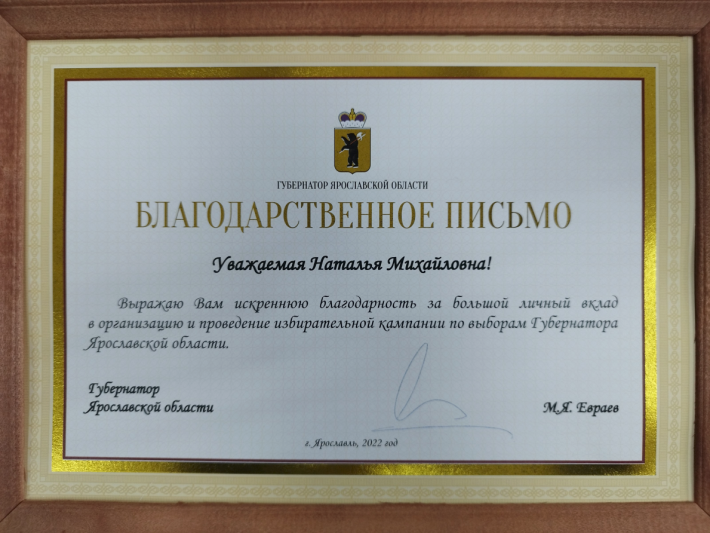 ГУБЕРНАТОР ЯРОСЛАВСКОЙ ОБЛАСТИ
БЛАГОДАРСТВЕННОЕ ПИСЬМО
Уважаемая Наталья Михайловна!
Выражаю Вам искреннюю благодарность за большой личный вклад
в организацию и проведение избирательной кампании по выборам Губернатора
Ярославской области.
Губернатор
Ярославской области
М.Я. Евраев
г. Ярославль, 2022 год